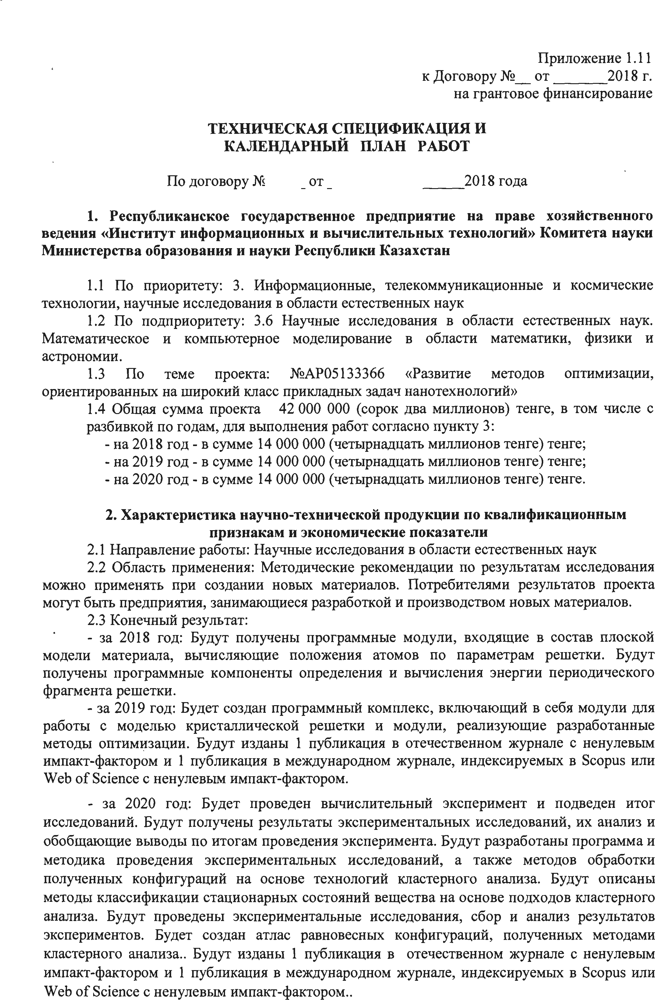 Приложение 1.11
к Договору №__ от _______2018 г.
на грантовое финансирование
ТЕХНИЧЕСКАЯ СПЕЦИФИКАЦИЯ И
КАЛЕНДАРНЫЙ ПЛАН РАБОТ
По договору № _ от _ ______2018 года
1. Республиканское государственное предприятие на праве хозяйственного
ведения «Институт информационных и вычислительных технологий» Комитета науки
Министерства образования и науки Республики Казахстан
1.1 По приоритету: 3. Информационные, телекоммуникационные и космические
технологии, научные исследования в области естественных наук
1.2 По подприоритету: 3.6 Научные исследования в области естественных наук.
Математическое и компьютерное моделирование в области математики, физики и
астрономии.
1.3 По теме проекта: №АР05133366 «Развитие методов оптимизации,
ориентированных на широкий класс прикладных задач нанотехнологий»
1.4 Общая сумма проекта 42 000 000 (сорок два миллионов) тенге, в том числе с
разбивкой по годам, для выполнения работ согласно пункту 3:
- на 2018 год - в сумме 14 000 000 (четырнадцать миллионов тенге) тенге;
- на 2019 год - в сумме 14 000 000 (четырнадцать миллионов тенге) тенге;
- на 2020 год - в сумме 14 000 000 (четырнадцать миллионов тенге) тенге.
2. Характеристика научно-технической продукции по квалификационным
признакам и экономические показатели
2.1 Направление работы: Научные исследования в области естественных наук
2.2 Область применения: Методические рекомендации по результатам исследования
можно применять при создании новых материалов. Потребителями результатов проекта
могут быть предприятия, занимающиеся разработкой и производством новых материалов.
2.3 Конечный результат:
- за 2018 год: Будут получены программные модули, входящие в состав плоской
модели материала, вычисляющие положения атомов по параметрам решетки. Будут
получены программные компоненты определения и вычисления энергии периодического
фрагмента решетки.
- за 2019 год: Будет создан программный комплекс, включающий в себя модули для
работы с моделью кристаллической решетки и модули, реализующие разработанные
методы оптимизации. Будут изданы 1 публикация в отечественном журнале с ненулевым
импакт-фактором и 1 публикация в международном журнале, индексируемых в Scopus или
Web of Science с ненулевым импакт-фактором.
- за 2020 год: Будет проведен вычислительный эксперимент и подведен итог
исследований. Будут получены результаты экспериментальных исследований, их анализ и
обобщающие выводы по итогам проведения эксперимента. Будут разработаны программа и
методика проведения экспериментальных исследований, а также методов обработки
полученных конфигураций на основе технологий кластерного анализа. Будут описаны
методы классификации стационарных состояний вещества на основе подходов кластерного
анализа. Будут проведены экспериментальные исследования, сбор и анализ результатов
экспериментов. Будет создан атлас равновесных конфигураций, полученных методами
кластерного анализа.. Будут изданы 1 публикация в отечественном журнале с ненулевым
импакт-фактором и 1 публикация в международном журнале, индексируемых в Scopus или
Web of Science с ненулевым импакт-фактором..